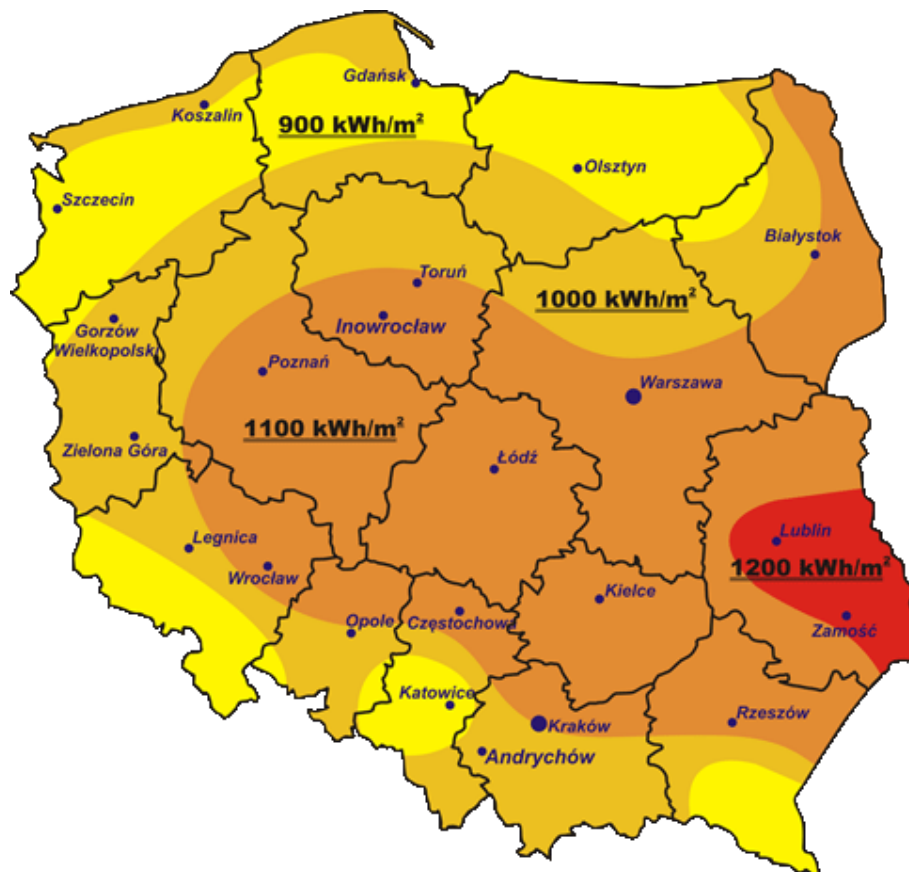 Gdańsk
Koszalin
900 kWh/m²
Olsztyn
Szczecin
Białystok
Toruń
1000 kWh/m²
Inowrocław
Gorzów
Wielkopolski
Poznań
Warszawa
1100 kWh/m²
Zielona Góra
Łódź
Lublin
Legnica
1200 kWh/m²
Wrocław
Kielce
Opole
Częstochowa
Zamość
Katowice
Rzeszów
Kraków
Andrychów